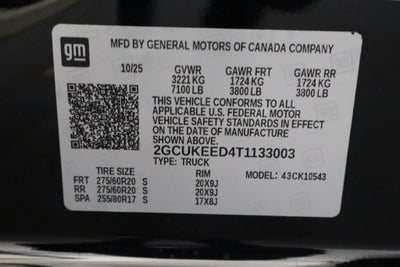 gm
MFD BY GENERAL MOTORS OF CANADA COMPANY
10/25 GVWR GAWR FRT GAWR RR
3221 KG 1724 KG 1724 KG
7100 LB 3800 LB 3800 LB
THIS VEHICLE CONFORMS TO ALL
APPLICABLE U.S. FEDERAL MOTOR
VEHICLE SAFETY AND THEFT
PREVENTION STANDARDS IN
EFFECT ON THE DATE OF
MANUFACTURE SHOWN ABOVE.
2GCUKEED4T1133003
TYPE: TRUCK MODEL: 43CK10543
TIRE SIZE RIM
FRT 275/60R20 S 20X9J
RR 275/60R20 S 20X9J
SPA 255/80R17 S 17X8J